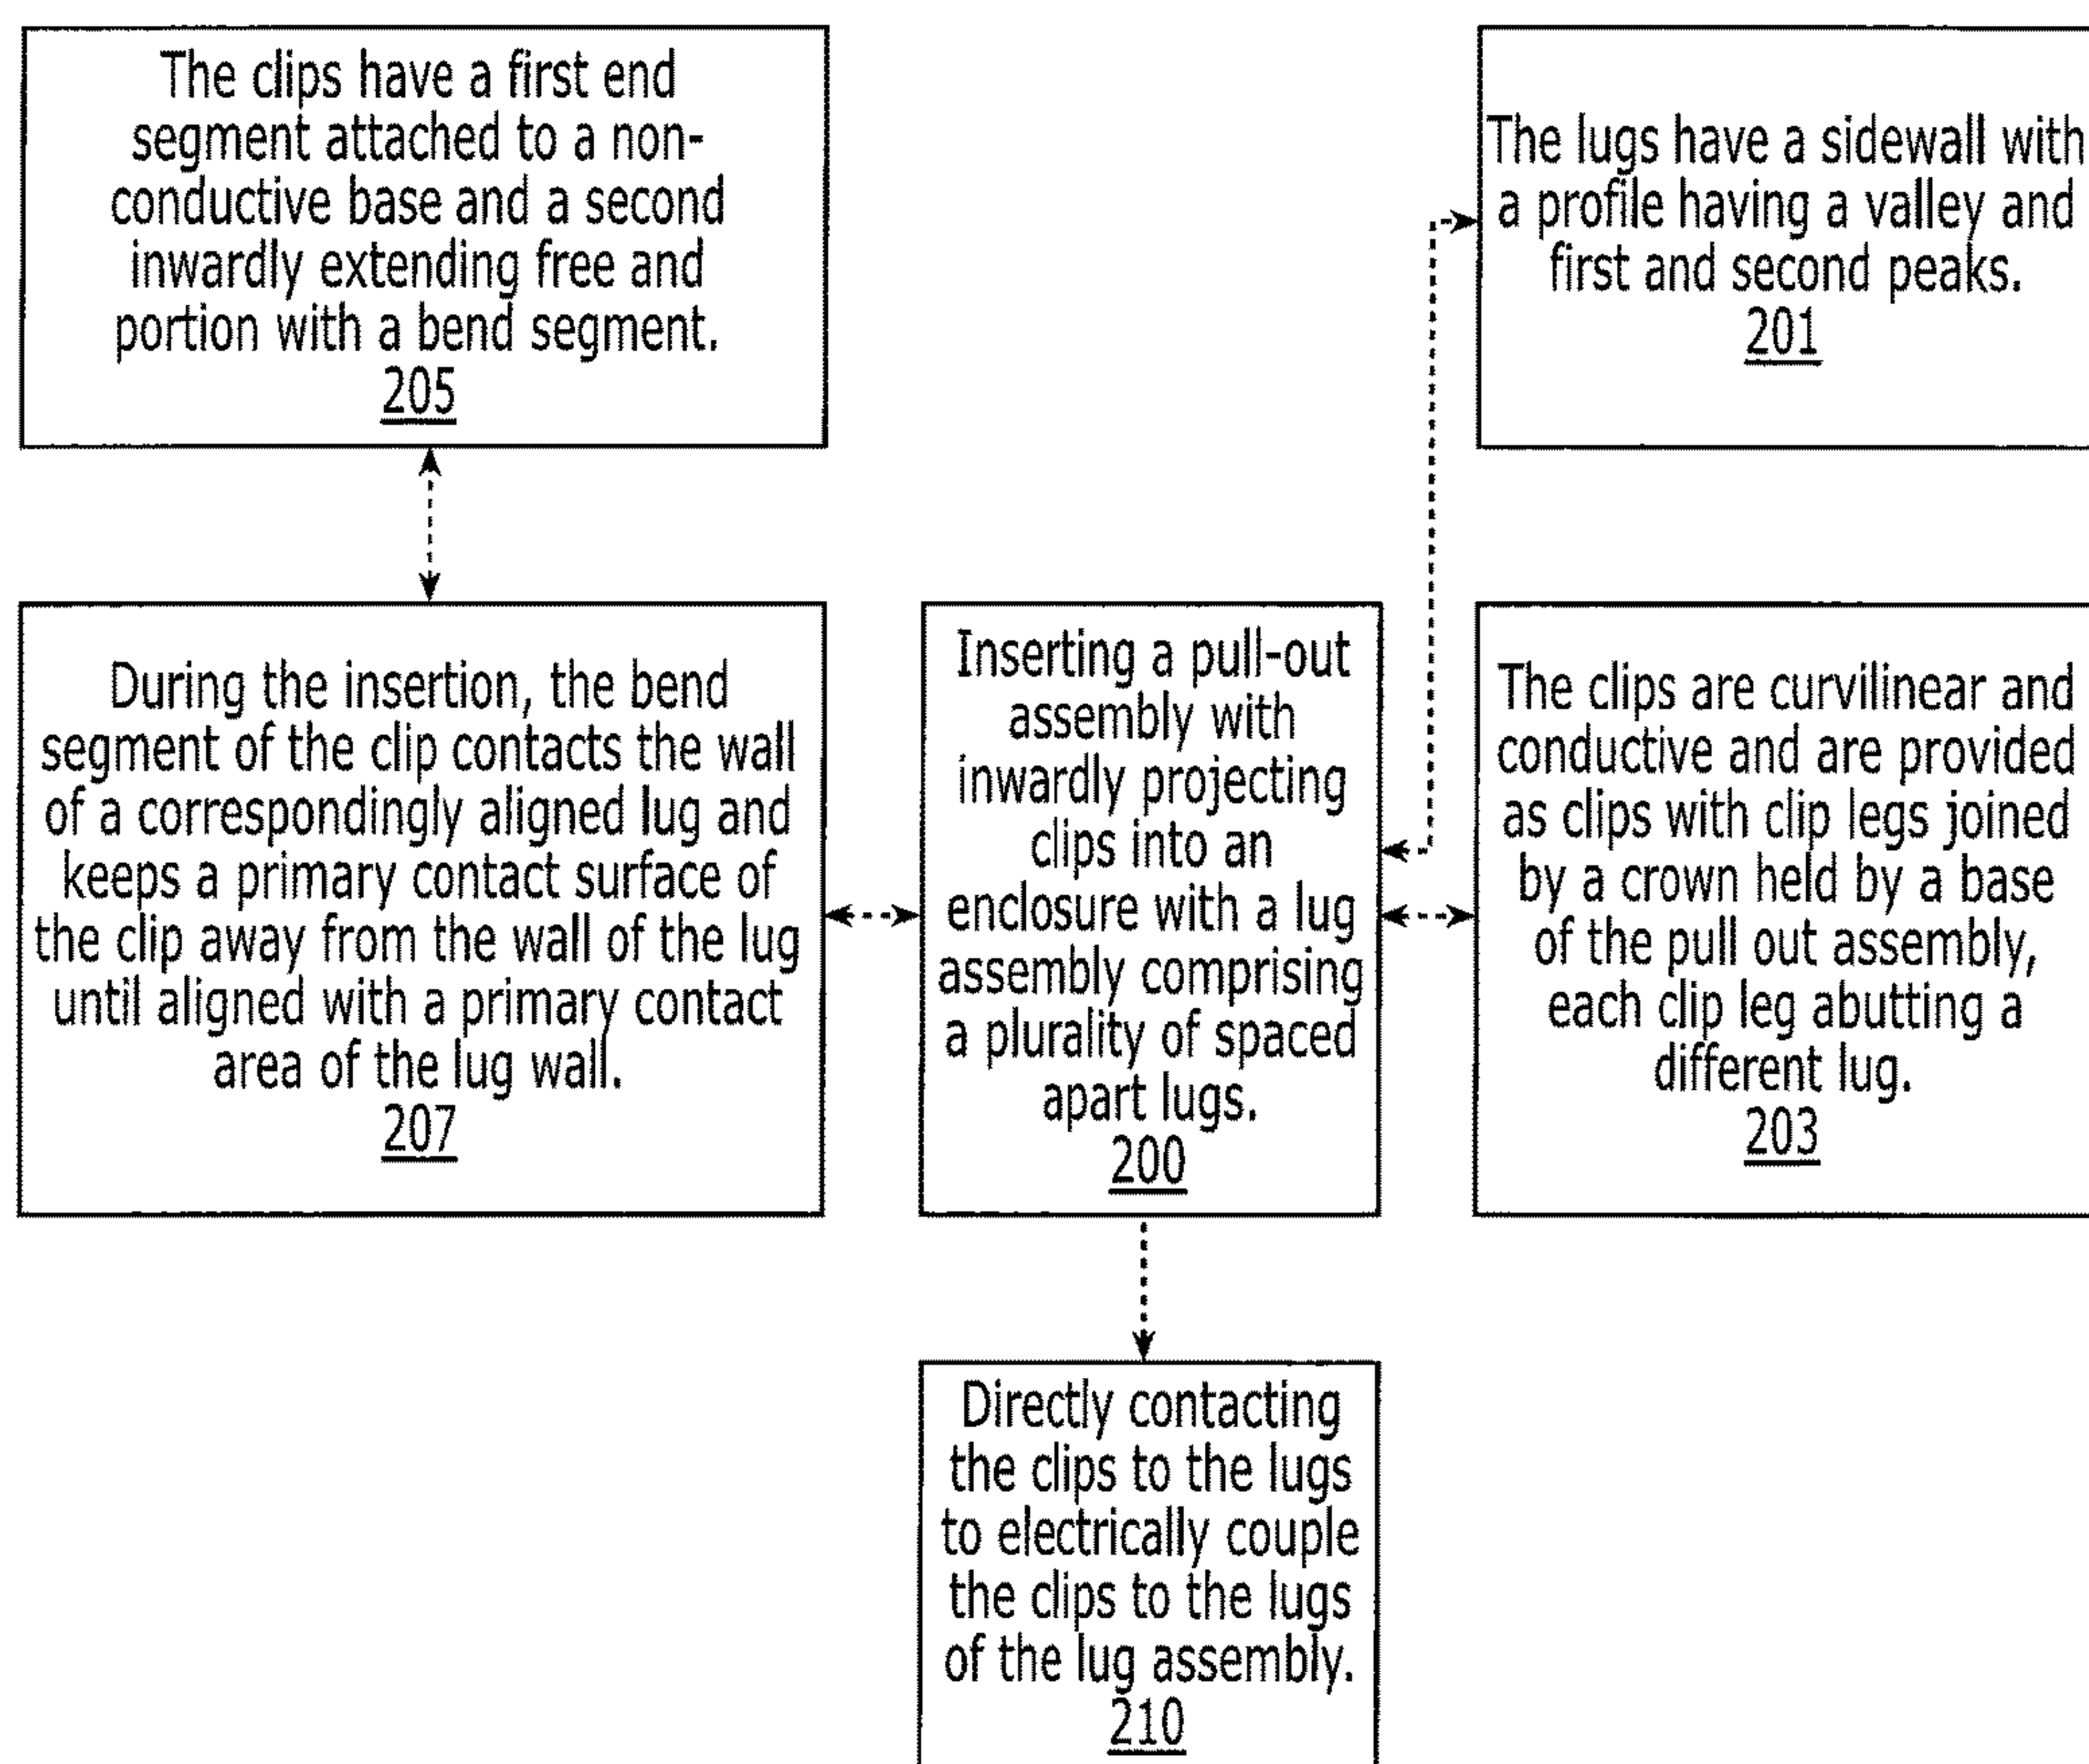 The clips have a first end
segment attached to a non-
conductive base and a second
inwardly extending free and
portion with a bend segment.
205
The lugs have a sidewall with
a profile having a valley and
first and second peaks.
201
During the insertion, the bend
segment of the clip contacts the wall
of a correspondingly aligned lug and
keeps a primary contact surface of
the clip away from the wall of the lug
until aligned with a primary contact
area of the lug wall.
207
Inserting a pull-out
assembly with
inwardly projecting
clips into an
enclosure with a lug
assembly comprising
a plurality of spaced
apart lugs.
200
The clips are curvilinear and
conductive and are provided
as clips with clip legs joined
by a crown held by a base
of the pull out assembly,
each clip leg abutting a
different lug.
203
Directly contacting
the clips to the lugs
to electrically couple
the clips to the lugs
of the lug assembly.
210